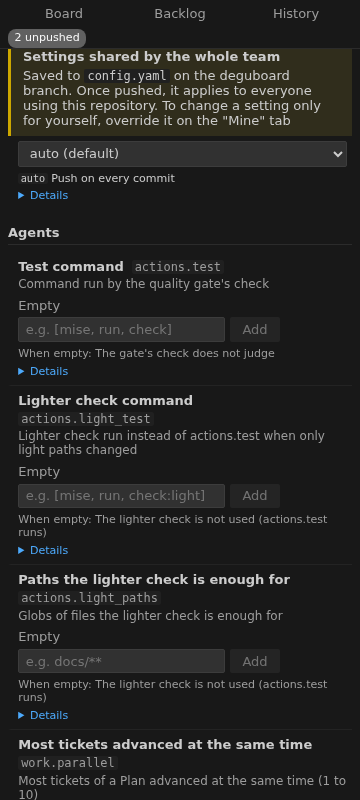 Board Backlog History
2 unpushed
Settings shared by the whole team
Saved to config.yaml on the deguboard
branch. Once pushed, it applies to everyone
using this repository. To change a setting only
for yourself, override it on the "Mine" tab
auto (default)
auto Push on every commit
Details
Agents
Test command actions.test
Command run by the quality gate's check
Empty
e.g. [mise, run, check] Add
When empty: The gate's check does not judge
Details
Lighter check command
actions.light_test
Lighter check run instead of actions.test when only
light paths changed
Empty
e.g. [mise, run, check:light] Add
When empty: The lighter check is not used (actions.test
runs)
Details
Paths the lighter check is enough for
actions.light_paths
Globs of files the lighter check is enough for
Empty
e.g. docs/** Add
When empty: The lighter check is not used (actions.test
runs)
Details
Most tickets advanced at the same time
work.parallel
Most tickets of a Plan advanced at the same time (1 to
10)